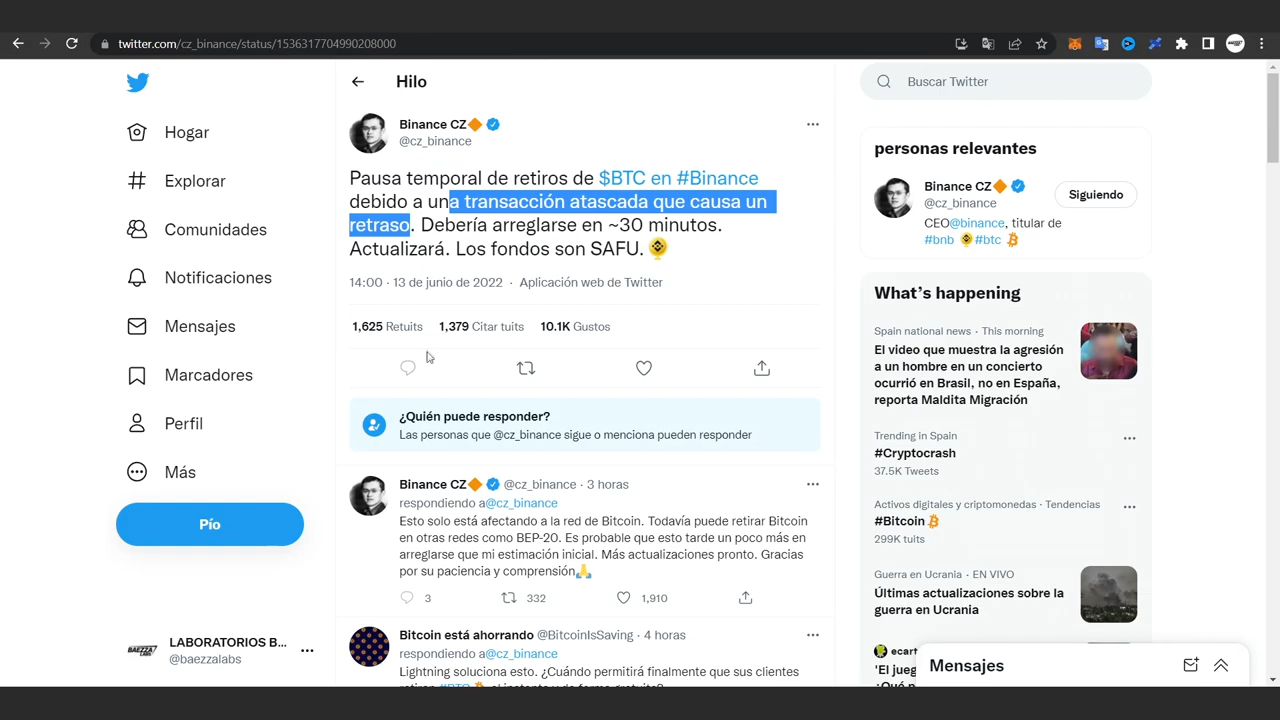 twitter.com/cz_binance/status/1536317704990208000
Hogar
Explorar
Comunidades
Notificaciones
Mensajes
Marcadores
Perfil
Más
Pío
LABORATORIOS B...
@baezzalabs
Hilo
Binance CZ
@cz_binance
Pausa temporal de retiros de $BTC en #Binance
debido a una transacción atascada que causa un
retraso. Debería arreglarse en ~30 minutos.
Actualizará. Los fondos son SAFU.
14:00 · 13 de junio de 2022 · Aplicación web de Twitter
1,625 Retuits 1,379 Citar tuits 10.1K Gustos
¿Quién puede responder?
Las personas que @cz_binance sigue o menciona pueden responder
Binance CZ @cz_binance · 3 horas
respondiendo a@cz_binance
Esto solo está afectando a la red de Bitcoin. Todavía puede retirar Bitcoin
en otras redes como BEP-20. Es probable que esto tarde un poco más en
arreglarse que mi estimación inicial. Más actualizaciones pronto. Gracias
por su paciencia y comprensión
3 332 1,910
Bitcoin está ahorrando @BitcoinIsSaving · 4 horas
respondiendo a@cz_binance
Lightning soluciona esto. ¿Cuándo permitirá finalmente que sus clientes
Buscar Twitter
personas relevantes
Binance CZ
@cz_binance
Siguiendo
CEO@binance, titular de
#bnb #btc
What's happening
Spain national news · This morning
El video que muestra la agresión
a un hombre en un concierto
ocurrió en Brasil, no en España,
reporta Maldita Migración
Trending in Spain
#Cryptocrash
37.5K Tweets
Activos digitales y criptomonedas · Tendencias
#Bitcoin
299K tuits
Guerra en Ucrania · EN VIVO
Últimas actualizaciones sobre la
guerra en Ucrania
ecart
'El jueg
Mensajes